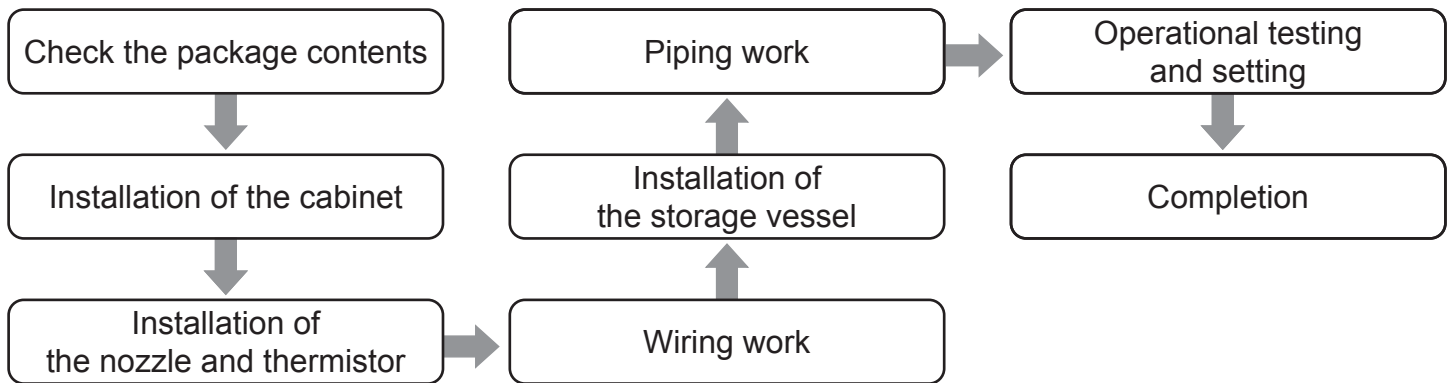 Check the package contents
Installation of the cabinet
Installation of
the nozzle and thermistor
Wiring work
Installation of
the storage vessel
Piping work
Operational testing
and setting
Completion